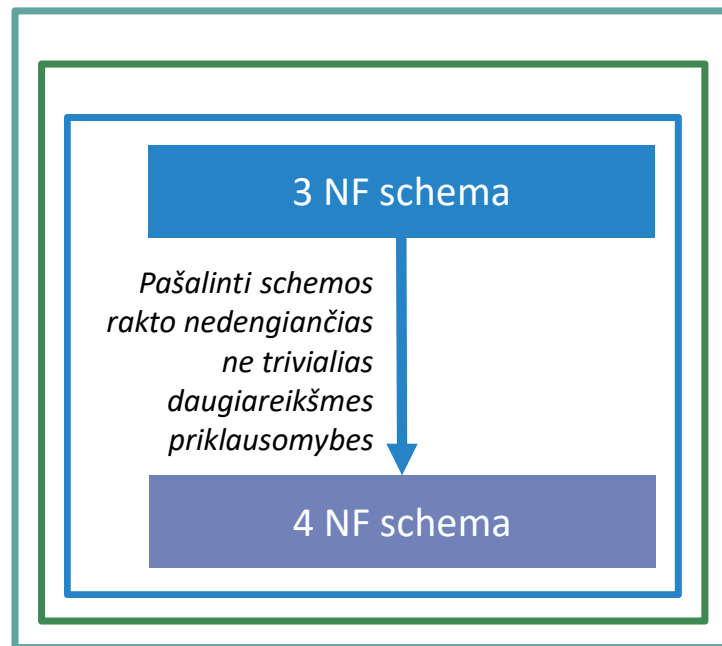 3 NF schema
Pašalinti schemos
rakto nedengiančias
ne trivialias
daugiareikšmes
priklausomybes
4 NF schema